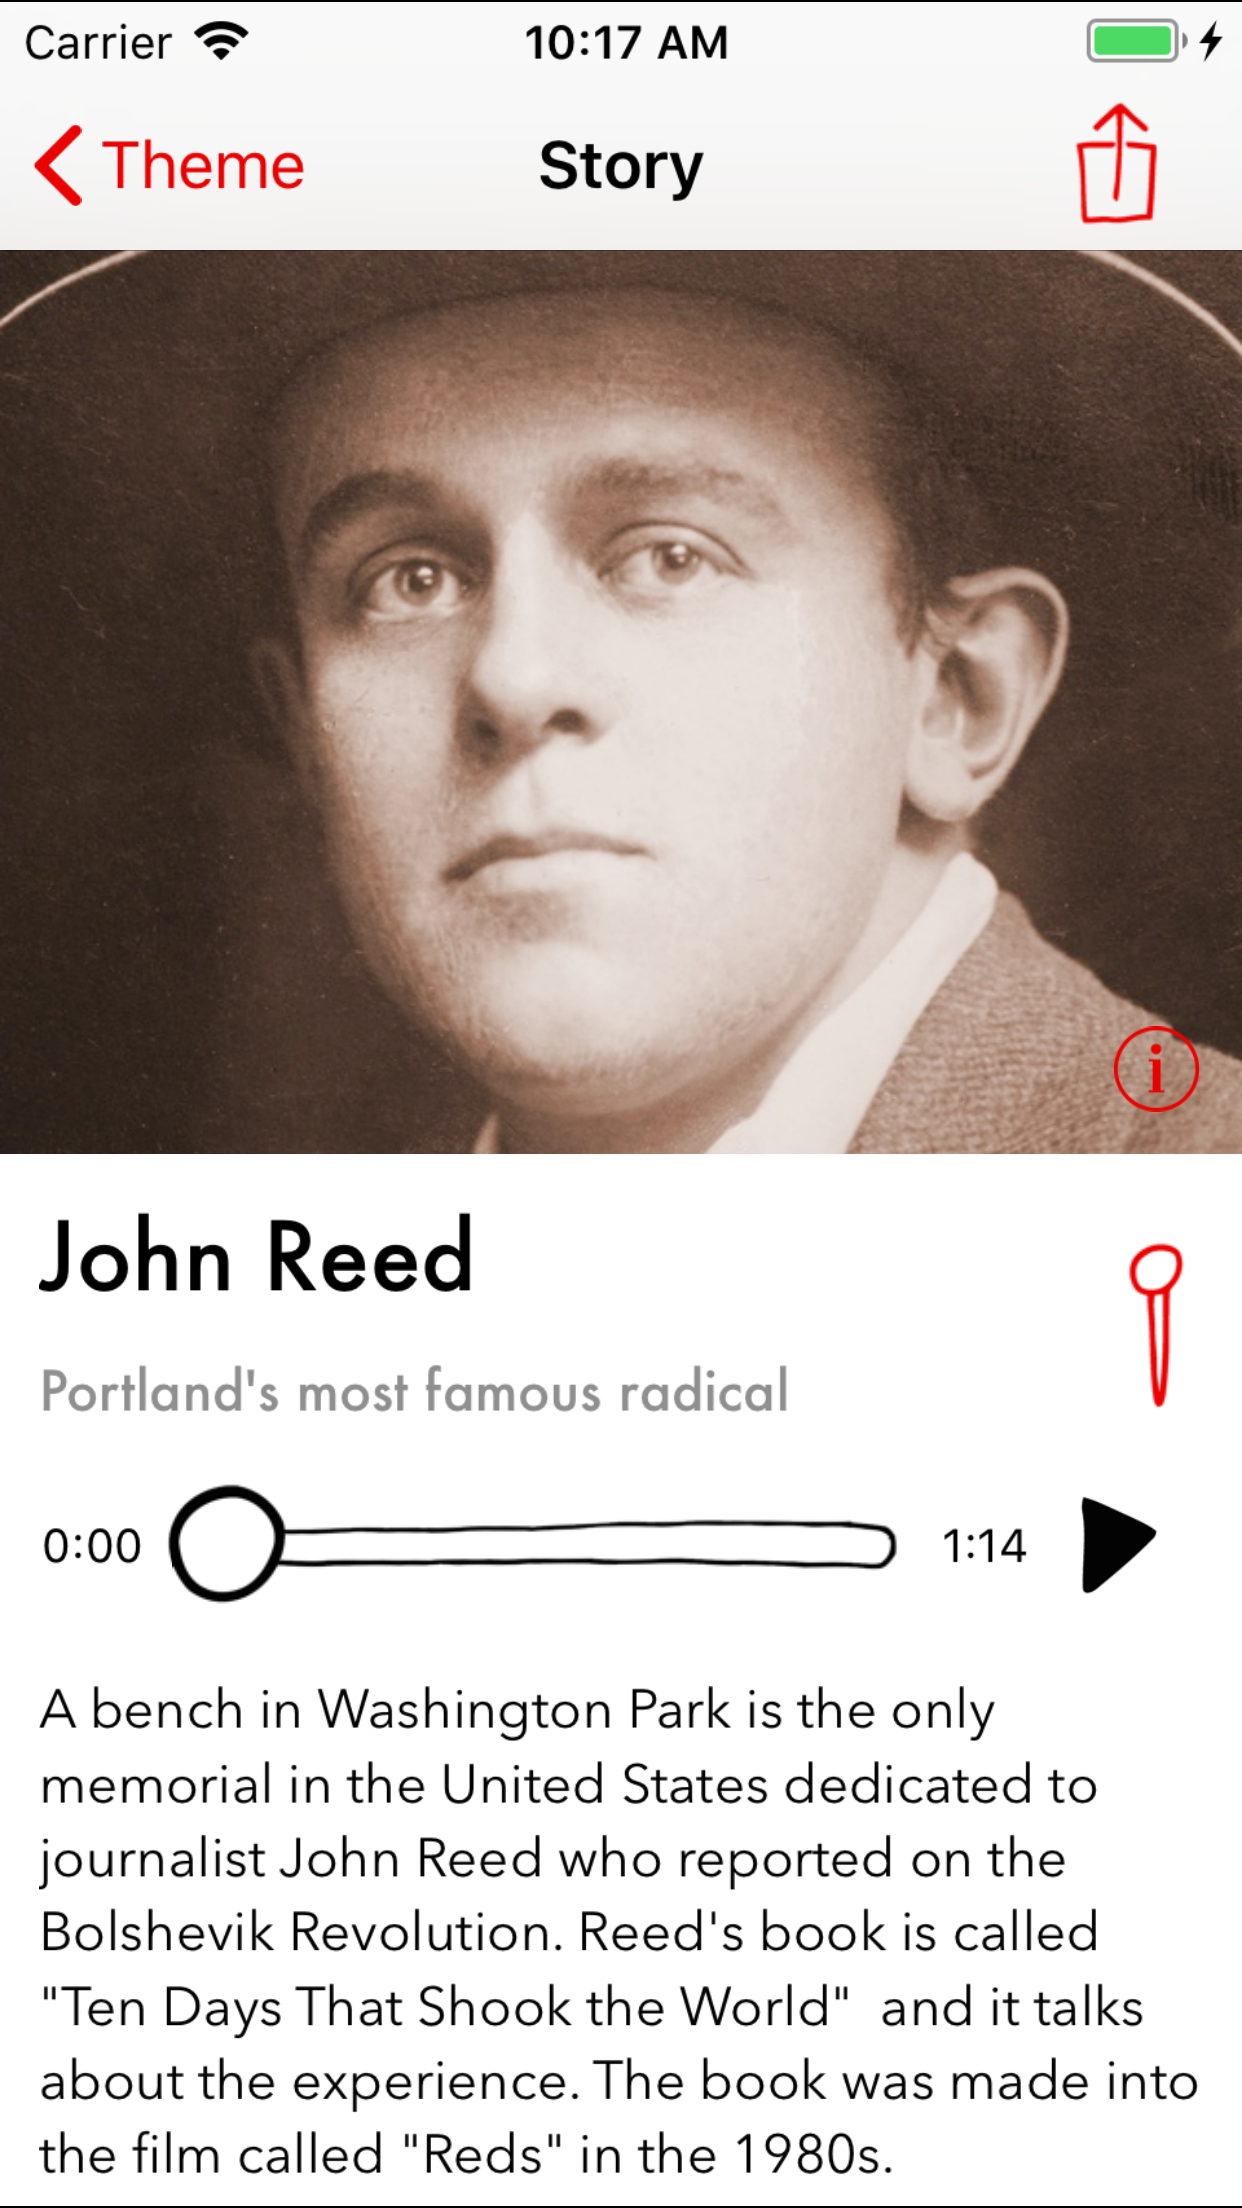 Carrier 10:17 AM
Theme Story
i
John Reed
Portland's most famous radical
0:00 1:14
A bench in Washington Park is the only
memorial in the United States dedicated to
journalist John Reed who reported on the
Bolshevik Revolution. Reed's book is called
"Ten Days That Shook the World"  and it talks
about the experience. The book was made into
the film called "Reds" in the 1980s.